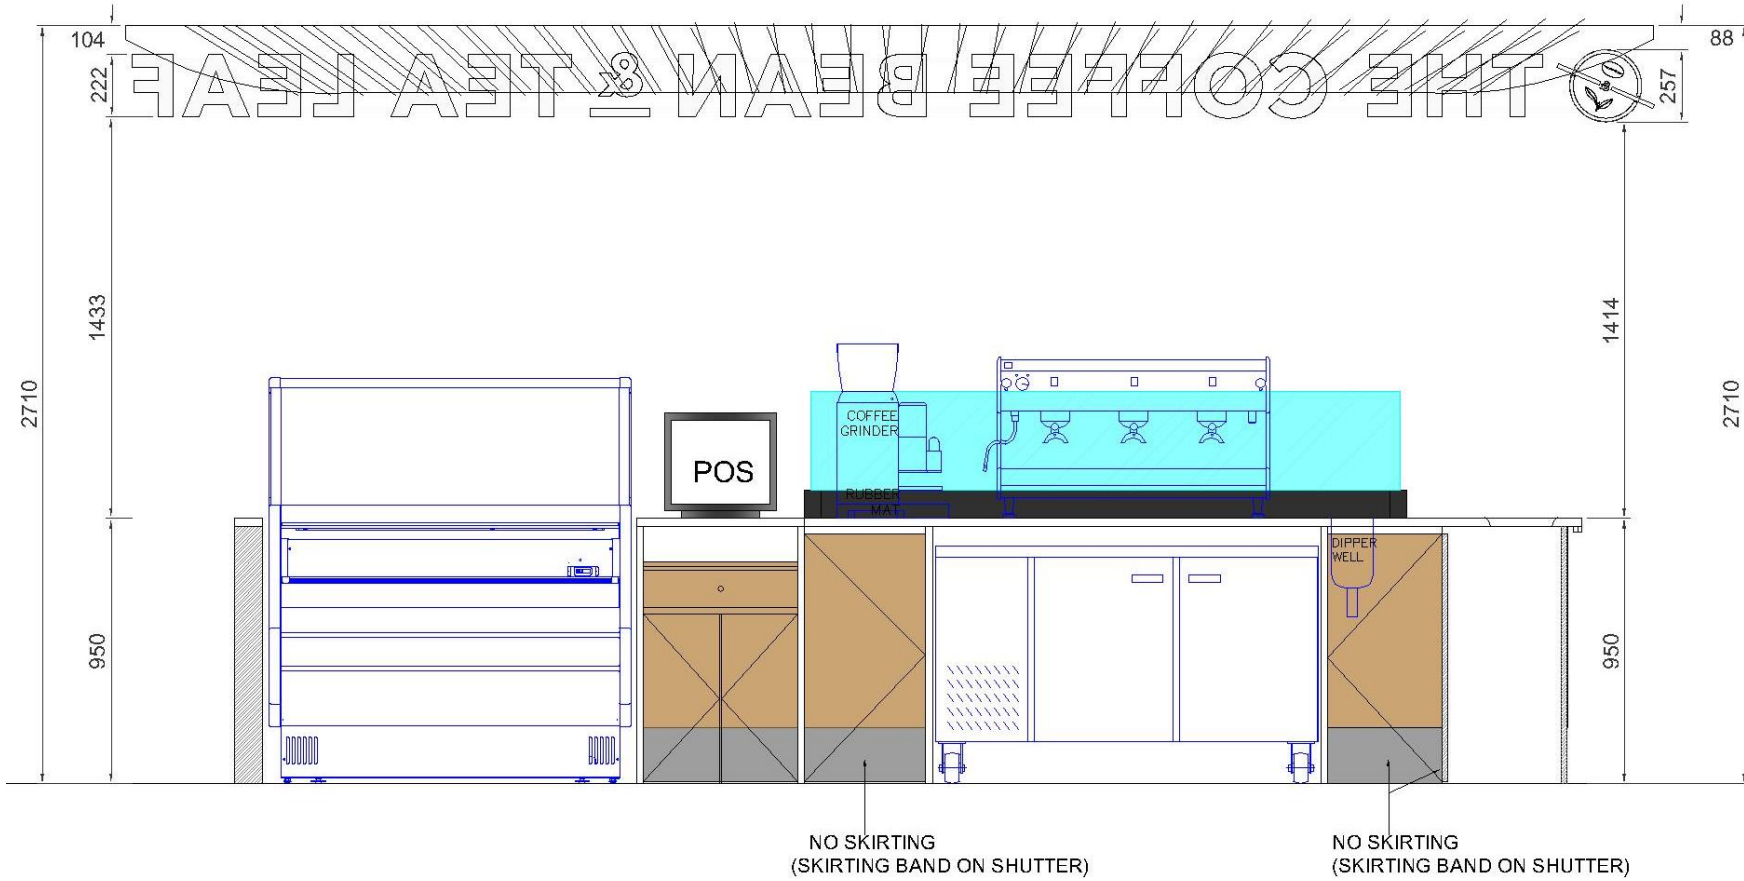 104
88
THE COFFEE BEAN & TEA LEAF
222
257
1433
1414
2710
2710
COFFEE
GRINDER
POS
RUBBER
MAT
DIPPER
WELL
950
950
NO SKIRTING
(SKIRTING BAND ON SHUTTER)
NO SKIRTING
(SKIRTING BAND ON SHUTTER)